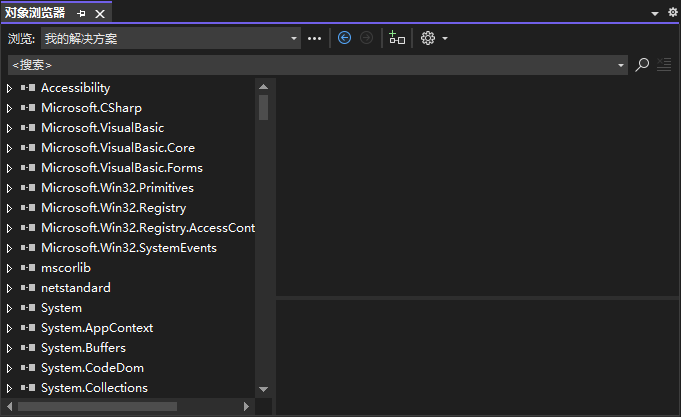 对象浏览器
浏览: 我的解决方案
<搜索>
Accessibility
Microsoft.CSharp
Microsoft.VisualBasic
Microsoft.VisualBasic.Core
Microsoft.VisualBasic.Forms
Microsoft.Win32.Primitives
Microsoft.Win32.Registry
Microsoft.Win32.Registry.AccessCont
Microsoft.Win32.SystemEvents
mscorlib
netstandard
System
System.AppContext
System.Buffers
System.CodeDom
System.Collections